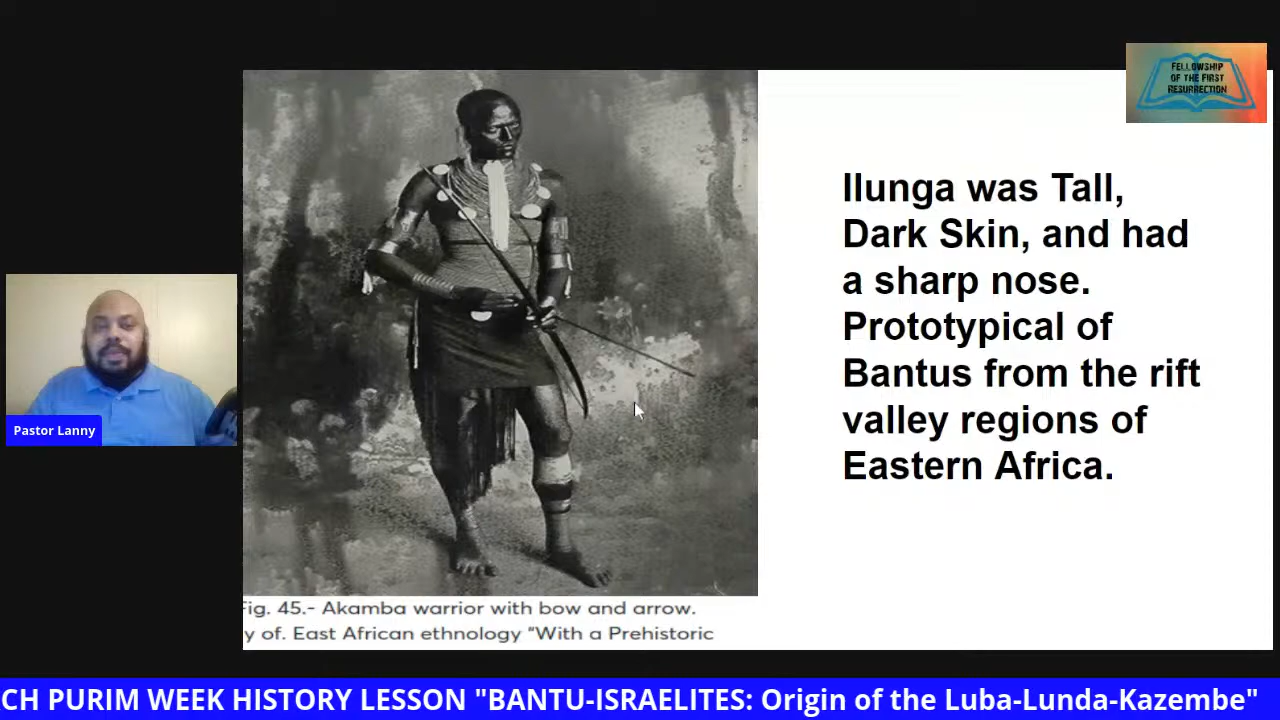 FELLOWSHIP
OF THE FIRST
RESURRECTION
Ilunga was Tall,
Dark Skin, and had
a sharp nose.
Prototypical of
Bantus from the rift
valley regions of
Eastern Africa.
Pastor Lanny
Fig. 45.- Akamba warrior with bow and arrow.
y of. East African ethnology "With a Prehistoric
CH PURIM WEEK HISTORY LESSON "BANTU-ISRAELITES: Origin of the Luba-Lunda-Kazembe"